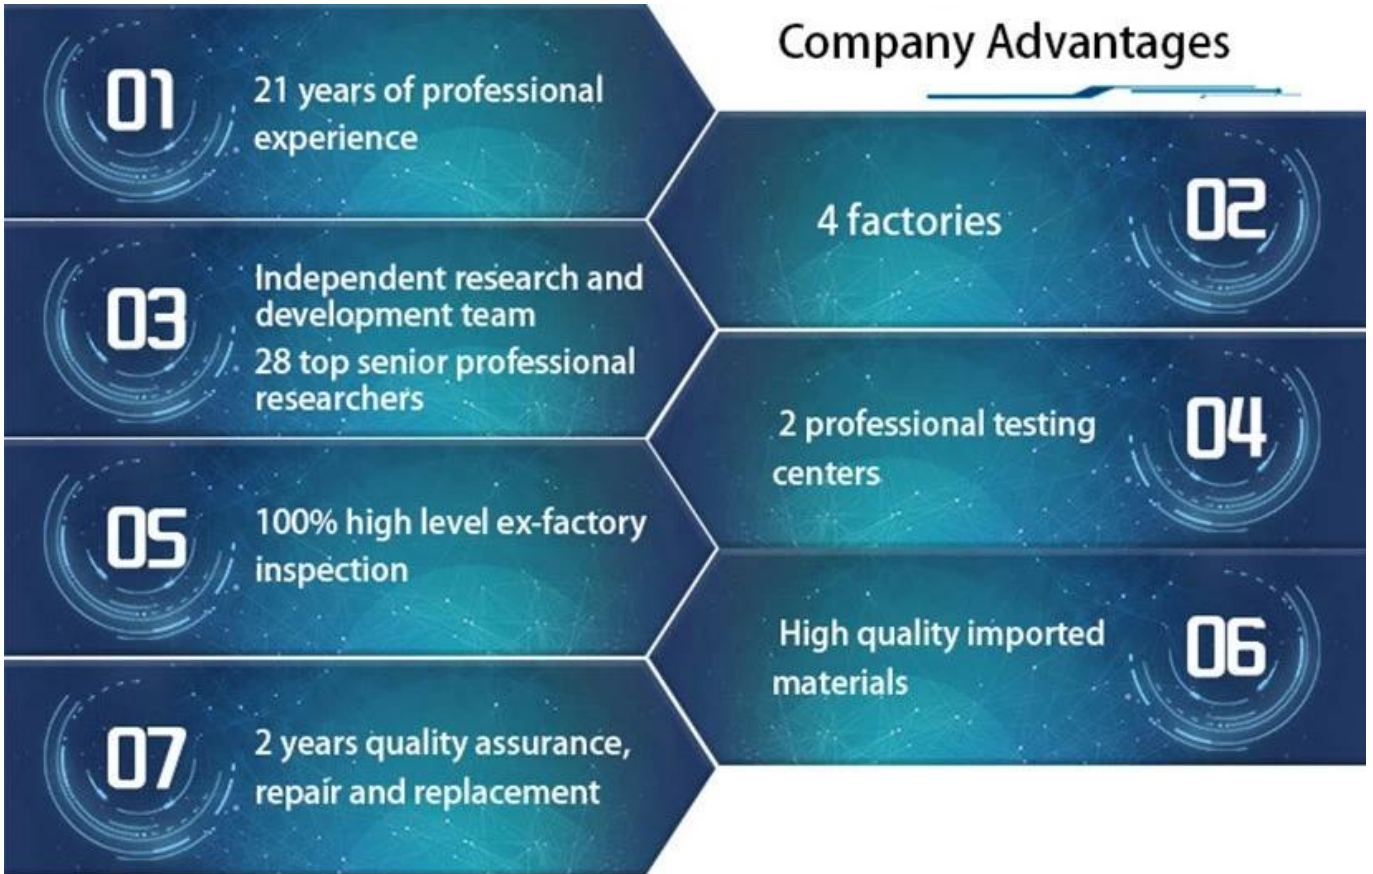 Company Advantages
01
21 years of professional
experience
02
4 factories
03
Independent research and
development team
28 top senior professional
researchers
04
2 professional testing
centers
05
100% high level ex-factory
inspection
06
High quality imported
materials
07
2 years quality assurance,
repair and replacement